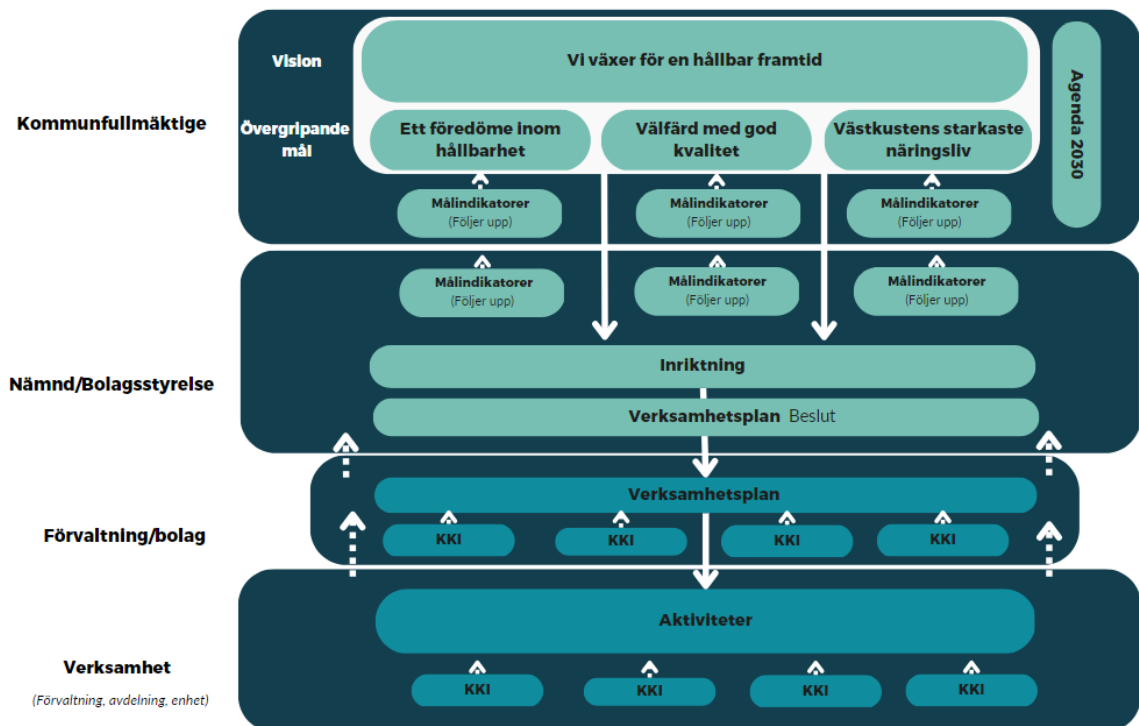 Kommunfullmäktige
Vision
Vi växer för en hållbar framtid
Övergripande
mål
Ett föredöme inom
hållbarhet
Välfärd med god
kvalitet
Västkustens starkaste
näringsliv
Agenda 2030
Målindikatorer
(Följer upp)
Målindikatorer
(Följer upp)
Målindikatorer
(Följer upp)
Nämnd/Bolagsstyrelse
Målindikatorer
(Följer upp)
Målindikatorer
(Följer upp)
Målindikatorer
(Följer upp)
Inriktning
Verksamhetsplan Beslut
Förvaltning/bolag
Verksamhetsplan
KKI
KKI
KKI
KKI
Verksamhet
(Förvaltning, avdelning, enhet)
Aktiviteter
KKI
KKI
KKI
KKI